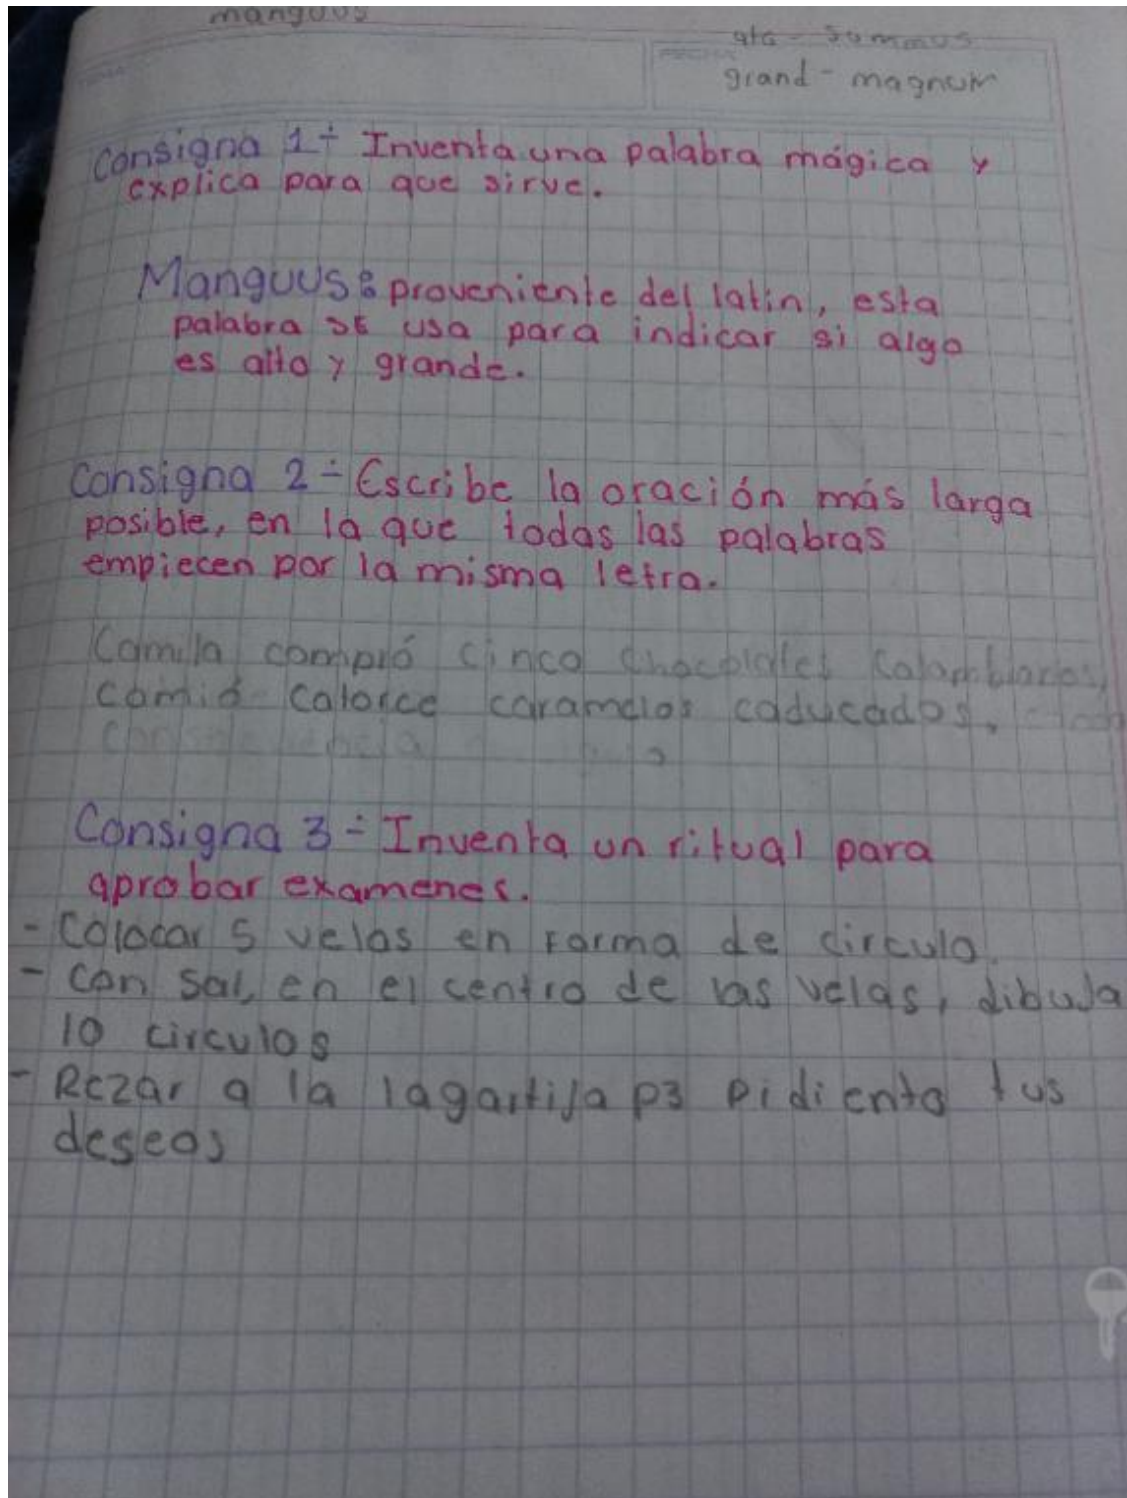 manguus
alto - summus
grand - magnum
Consigna 1÷ Inventa una palabra mágica y
explica para que sirve.
Manguus: proveniente del latin, esta
palabra se usa para indicar si algo
es alto y grande.
Consigna 2÷ Escribe la oración más larga
posible, en la que todas las palabras
empiecen por la misma letra.
Camila compró cinco chocolates
comió catorce caramelos caducados,
Consigna 3÷ Inventa un ritual para
aprobar examenes.
- Colocar 5 velas en Forma de circulo.
- Con sal, en el centro de las velas, dibuja
10 circulos
- Rezar a la lagartija p3 pidiento tus
deseos